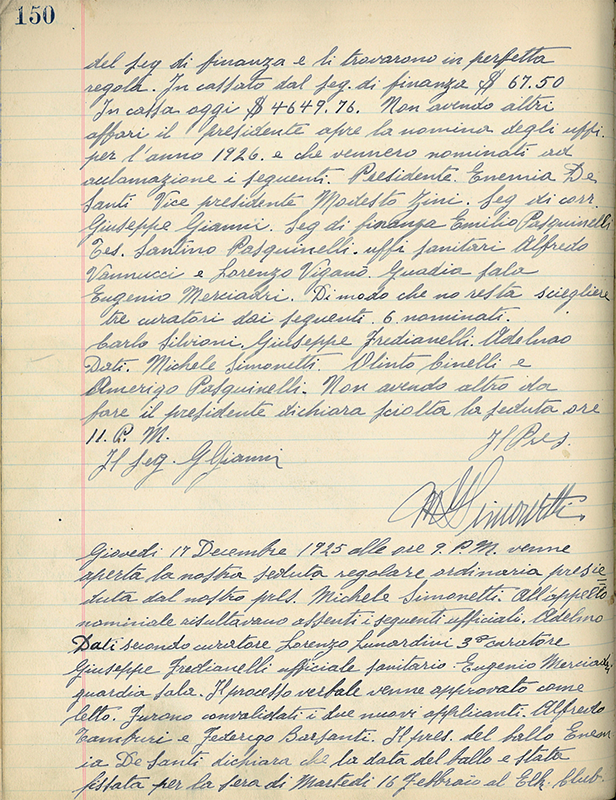 150
del seg di finanza e li trovarono in perfetta
regola. In cassato dal seg. di finanza $ 67.50
In cassa oggi $ 4649.76. Non avendo altri
affari il presidente apre la nomina degli uffi.
per l'anno 1926. e che vennero nominati ad
aclamazione i seguenti. Presidente. Enemia De
Santi Vice presidente Modesto Zini. Seg di corr.
Giuseppe Gianni. Seg di finanza Emilio Pasquinelli
Tes. Santino Pasquinelli. uffi sanitari Alfredo
Vannucci e Lorenzo Viganò. Guadia sala
Eugenio Merciadri. Di modo che no resta sciegliere
tre curatori dai seguenti. 6 nominati.
Carlo Silvioni. Giuseppe Fredianelli. Adelmo
Dati. Michele Simonetti. Olinto Cinelli e
Amerigo Pasquinelli. Non avendo altro da
fare il presidente dichiara sciolta la seduta ore
11. P. M. Il Pres.
Il seg G Gianni
M Simonetti
Giovedi 17 Decembre 1925 alle ore 9. P.M. venne
aperta la nostra seduta regolare ordinaria presie=
duta dal nostro pres. Michele Simonetti. All'appello
nominale risultavano assenti i seguenti ufficiali. Adelmo
Dati secondo curatore Lorenzo Lunardini 3zo curatore
Giuseppe Fredianelli ufficiale sanitario Eugenio Merciadri
guardia sala. Il processo verbale venne approvato come
letto. Furono convalidati i due nuovi applicanti. Alfredo
Tamburi e Federigo Barsanti. Il pres. del ballo Enem
ia De Santi dichiara che la data del ballo e stata
fissata per la sera di Martedi 16 Febbraio al Elk. Club